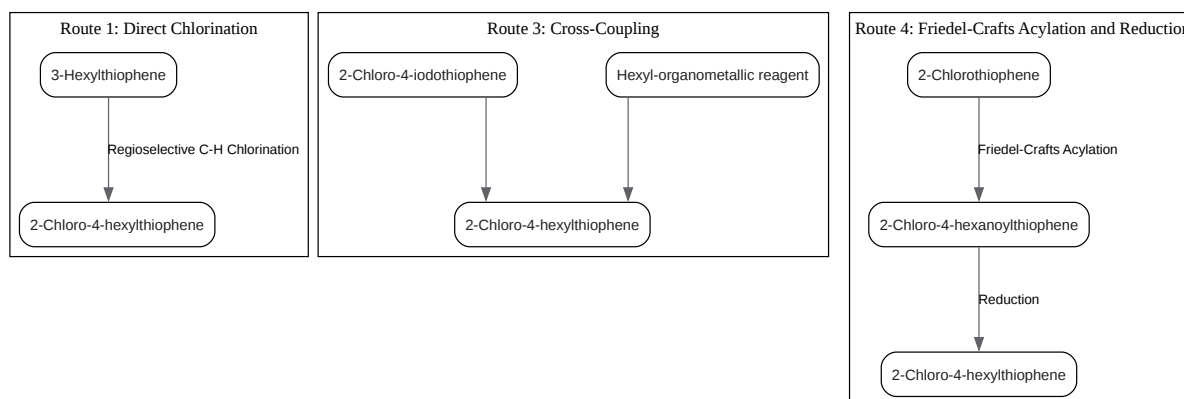 Route 1: Direct Chlorination
3-Hexylthiophene
Regioselective C-H Chlorination
2-Chloro-4-hexylthiophene
Route 3: Cross-Coupling
2-Chloro-4-iodothiophene
Hexyl-organometallic reagent
2-Chloro-4-hexylthiophene
Route 4: Friedel-Crafts Acylation and Reduction
2-Chlorothiophene
Friedel-Crafts Acylation
2-Chloro-4-hexanoylthiophene
Reduction
2-Chloro-4-hexylthiophene